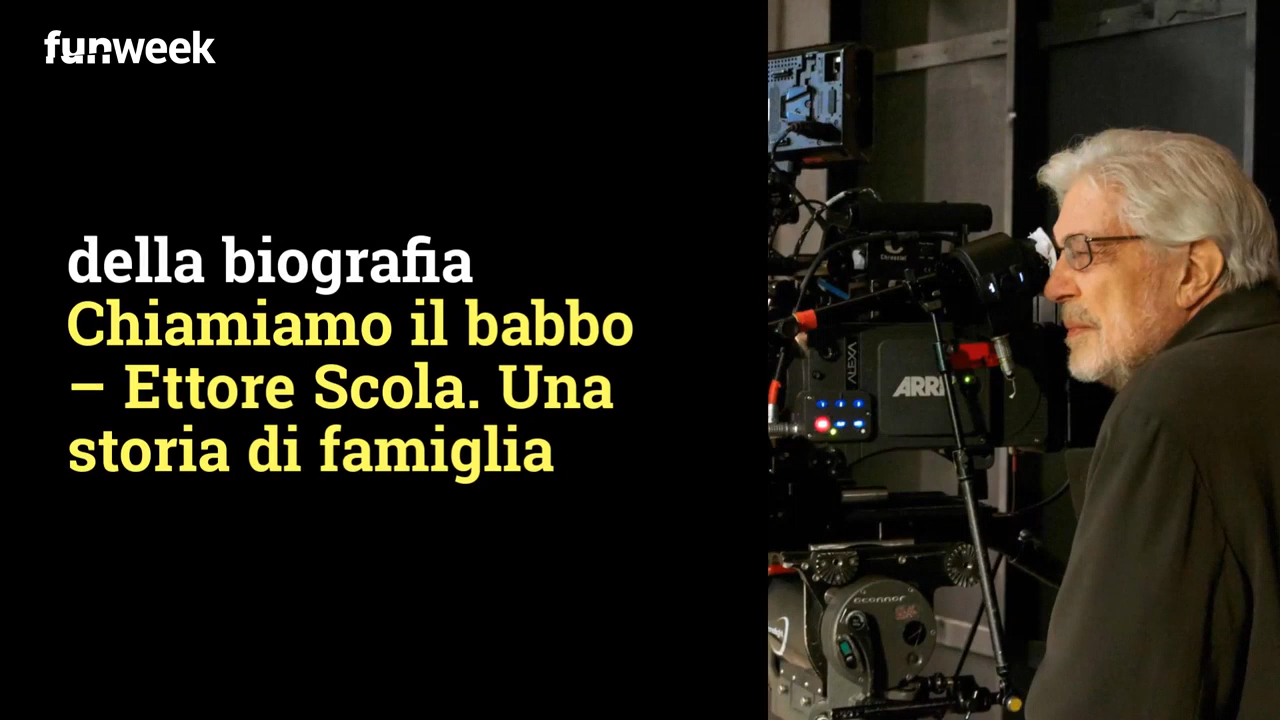 funweek
della biografia
Chiamiamo il babbo
– Ettore Scola. Una
storia di famiglia
ALEXA
ARRI